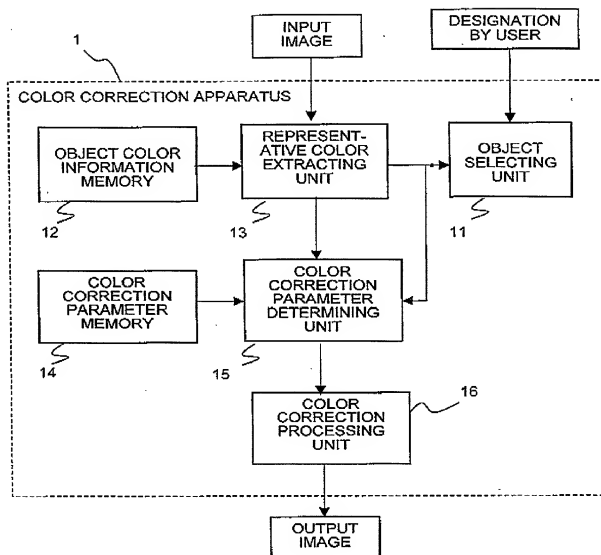 INPUT
IMAGE
DESIGNATION
BY USER
1
COLOR CORRECTION APPARATUS
OBJECT COLOR
INFORMATION
MEMORY
12
REPRESENT-
ATIVE COLOR
EXTRACTING
UNIT
13
OBJECT
SELECTING
UNIT
11
COLOR
CORRECTION
PARAMETER
MEMORY
14
COLOR
CORRECTION
PARAMETER
DETERMINING
UNIT
15
COLOR
CORRECTION
PROCESSING
UNIT
16
OUTPUT
IMAGE